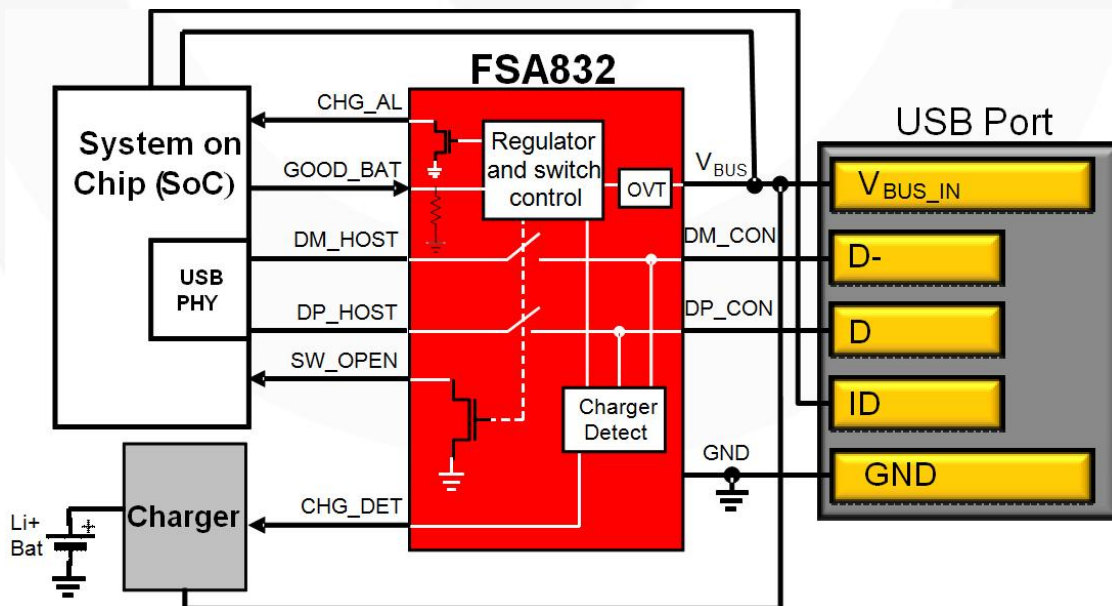 FSA832
USB Port
System on
Chip (SoC)
USB
PHY
CHG_AL
GOOD_BAT
DM_HOST
DP_HOST
SW_OPEN
CHG_DET
Regulator
and switch
control
OVT
Charger
Detect
VBUS
DM_CON
DP_CON
GND
VBUS_IN
D-
D
ID
GND
Charger
Li+
Bat
+